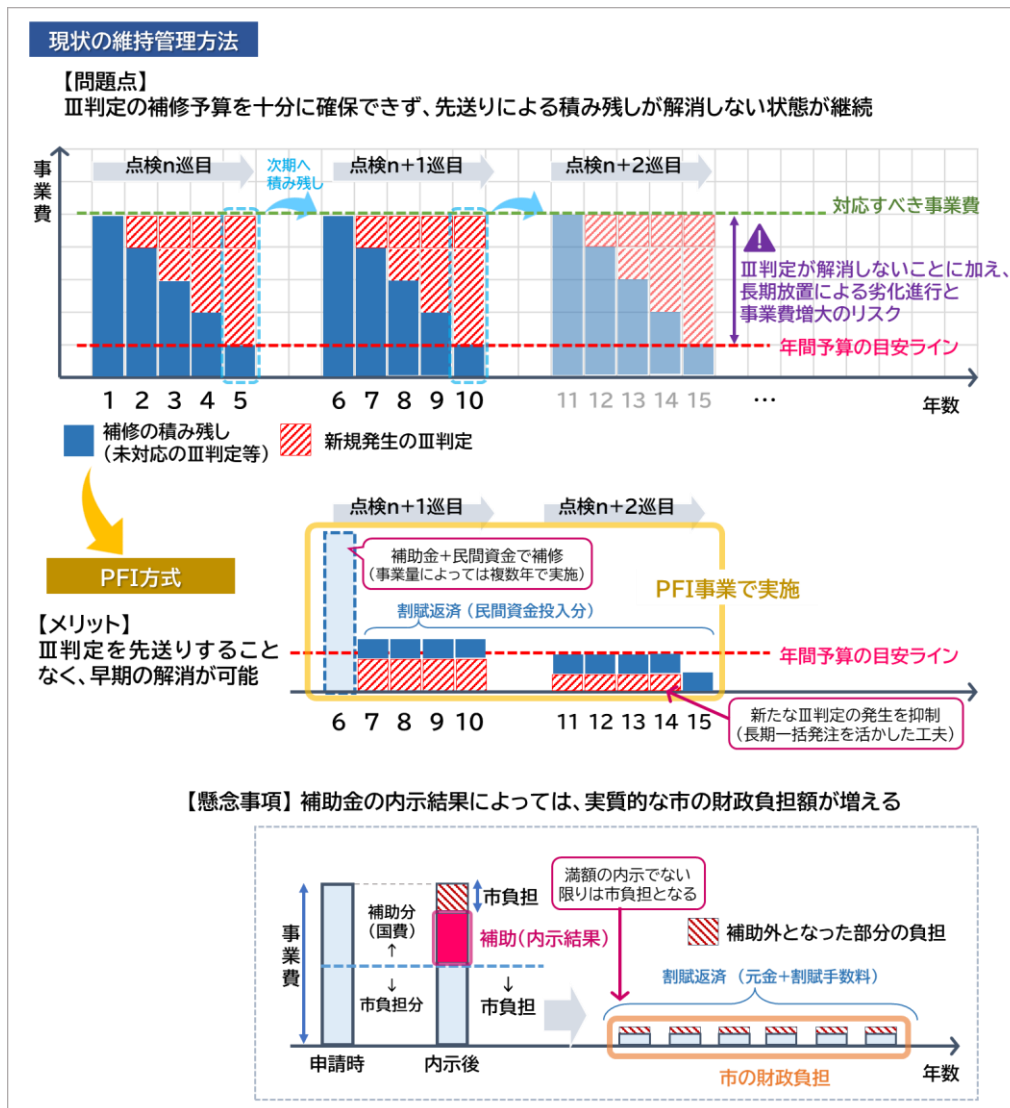 現状の維持管理方法
【問題点】
Ⅲ判定の補修予算を十分に確保できず、先送りによる積み残しが解消しない状態が継続
事業費
点検n巡目
次期へ
積み残し
点検n+1巡目
点検n+2巡目
対応すべき事業費
Ⅲ判定が解消しないことに加え、
長期放置による劣化進行と
事業費増大のリスク
年間予算の目安ライン
1 2 3 4 5 6 7 8 9 10 11 12 13 14 15 … 年数
補修の積み残し
(未対応のⅢ判定等)
新規発生のⅢ判定
点検n+1巡目
点検n+2巡目
PFI方式
補助金+民間資金で補修
(事業量によっては複数年で実施)
PFI事業で実施
【メリット】
Ⅲ判定を先送りすること
なく、早期の解消が可能
割賦返済(民間資金投入分)
年間予算の目安ライン
6 7 8 9 10 11 12 13 14 15 年数
新たなⅢ判定の発生を抑制
(長期一括発注を活かした工夫)
【懸念事項】補助金の内示結果によっては、実質的な市の財政負担額が増える
事業費
補助分
(国費)
↑
↓
市負担分
市負担
補助(内示結果)
↓
市負担
申請時
内示後
満額の内示でない
限りは市負担となる
補助外となった部分の負担
割賦返済 (元金+割賦手数料)
市の財政負担
年数